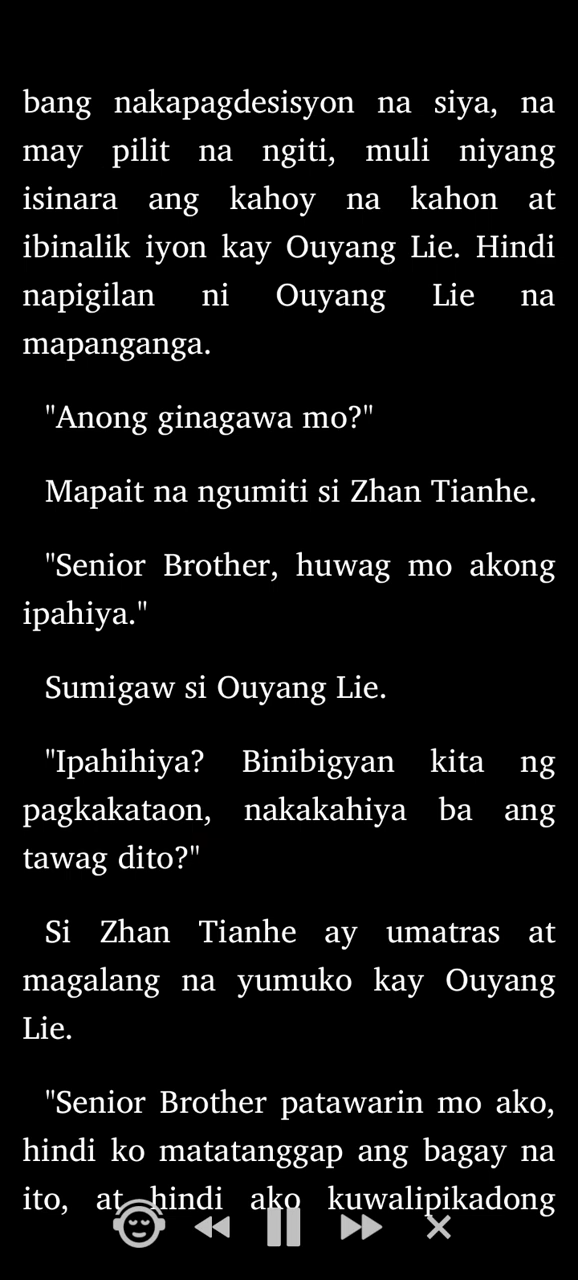 bang nakapagdesisyon na siya, na
may pilit na ngiti, muli niyang
isinara ang kahoy na kahon at
ibinalik iyon kay Ouyang Lie. Hindi
napigilan ni Ouyang Lie na
mapanganga.
"Anong ginagawa mo?"
Mapait na ngumiti si Zhan Tianhe.
"Senior Brother, huwag mo akong
ipahiya."
Sumigaw si Ouyang Lie.
"Ipahihiya? Binibigyan kita ng
pagkakataon, nakakahiya ba ang
tawag dito?"
Si Zhan Tianhe ay umatras at
magalang na yumuko kay Ouyang
Lie.
"Senior Brother patawarin mo ako,
hindi ko matatanggap ang bagay na
ito, at hindi ako kuwalipikadong